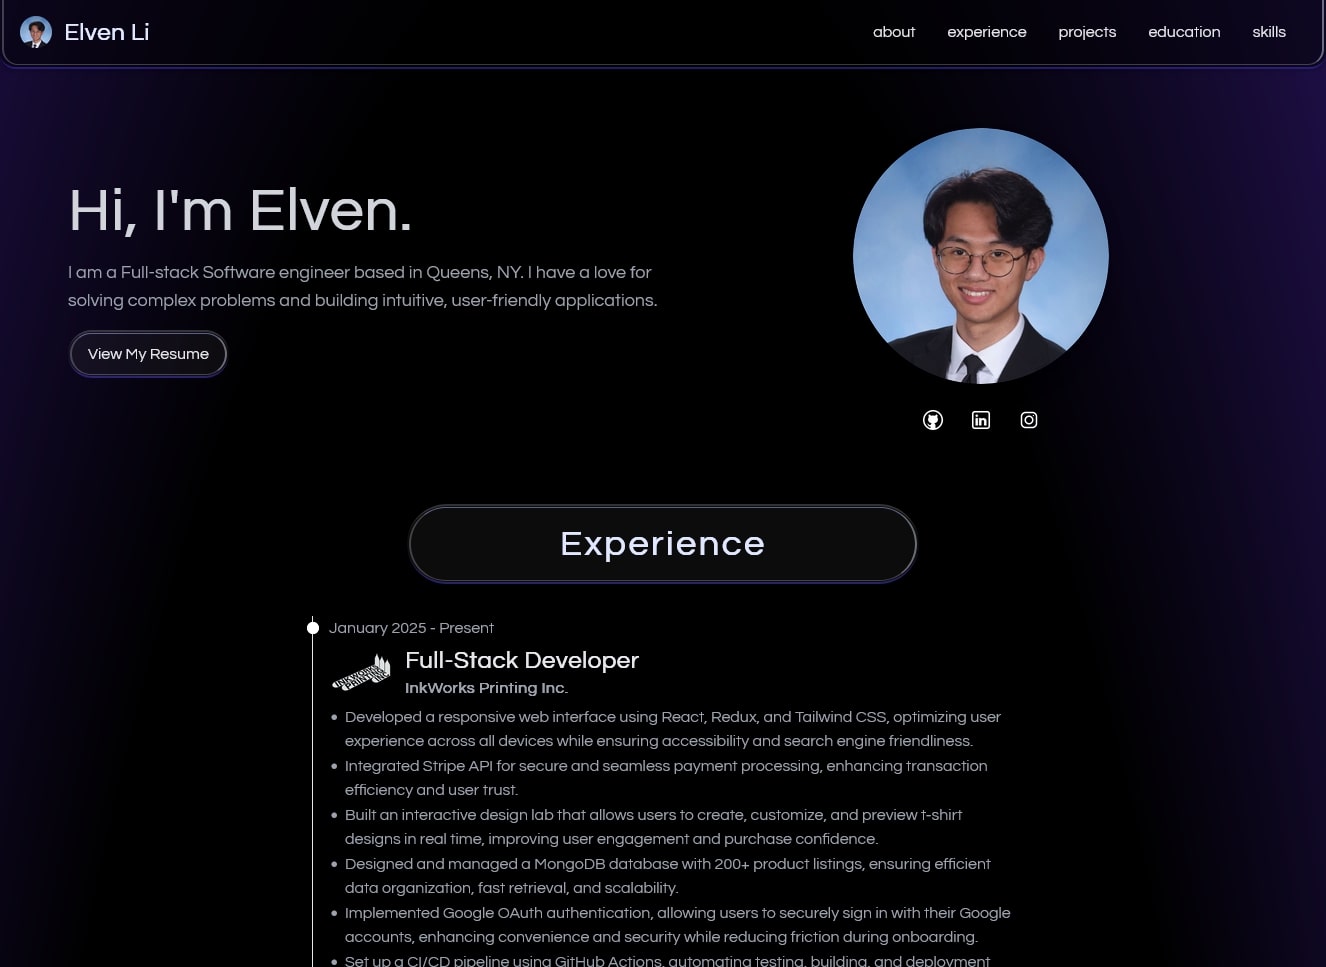 Elven Li
about experience projects education skills
Hi, I'm Elven.
I am a Full-stack Software engineer based in Queens, NY. I have a love for
solving complex problems and building intuitive, user-friendly applications.
View My Resume
Experience
January 2025 - Present
INKWORKS PRINTING
Full-Stack Developer
InkWorks Printing Inc.
Developed a responsive web interface using React, Redux, and Tailwind CSS, optimizing user
experience across all devices while ensuring accessibility and search engine friendliness.
Integrated Stripe API for secure and seamless payment processing, enhancing transaction
efficiency and user trust.
Built an interactive design lab that allows users to create, customize, and preview t-shirt
designs in real time, improving user engagement and purchase confidence.
Designed and managed a MongoDB database with 200+ product listings, ensuring efficient
data organization, fast retrieval, and scalability.
Implemented Google OAuth authentication, allowing users to securely sign in with their Google
accounts, enhancing convenience and security while reducing friction during onboarding.
Set up a CI/CD pipeline using GitHub Actions, automating testing, building, and deployment